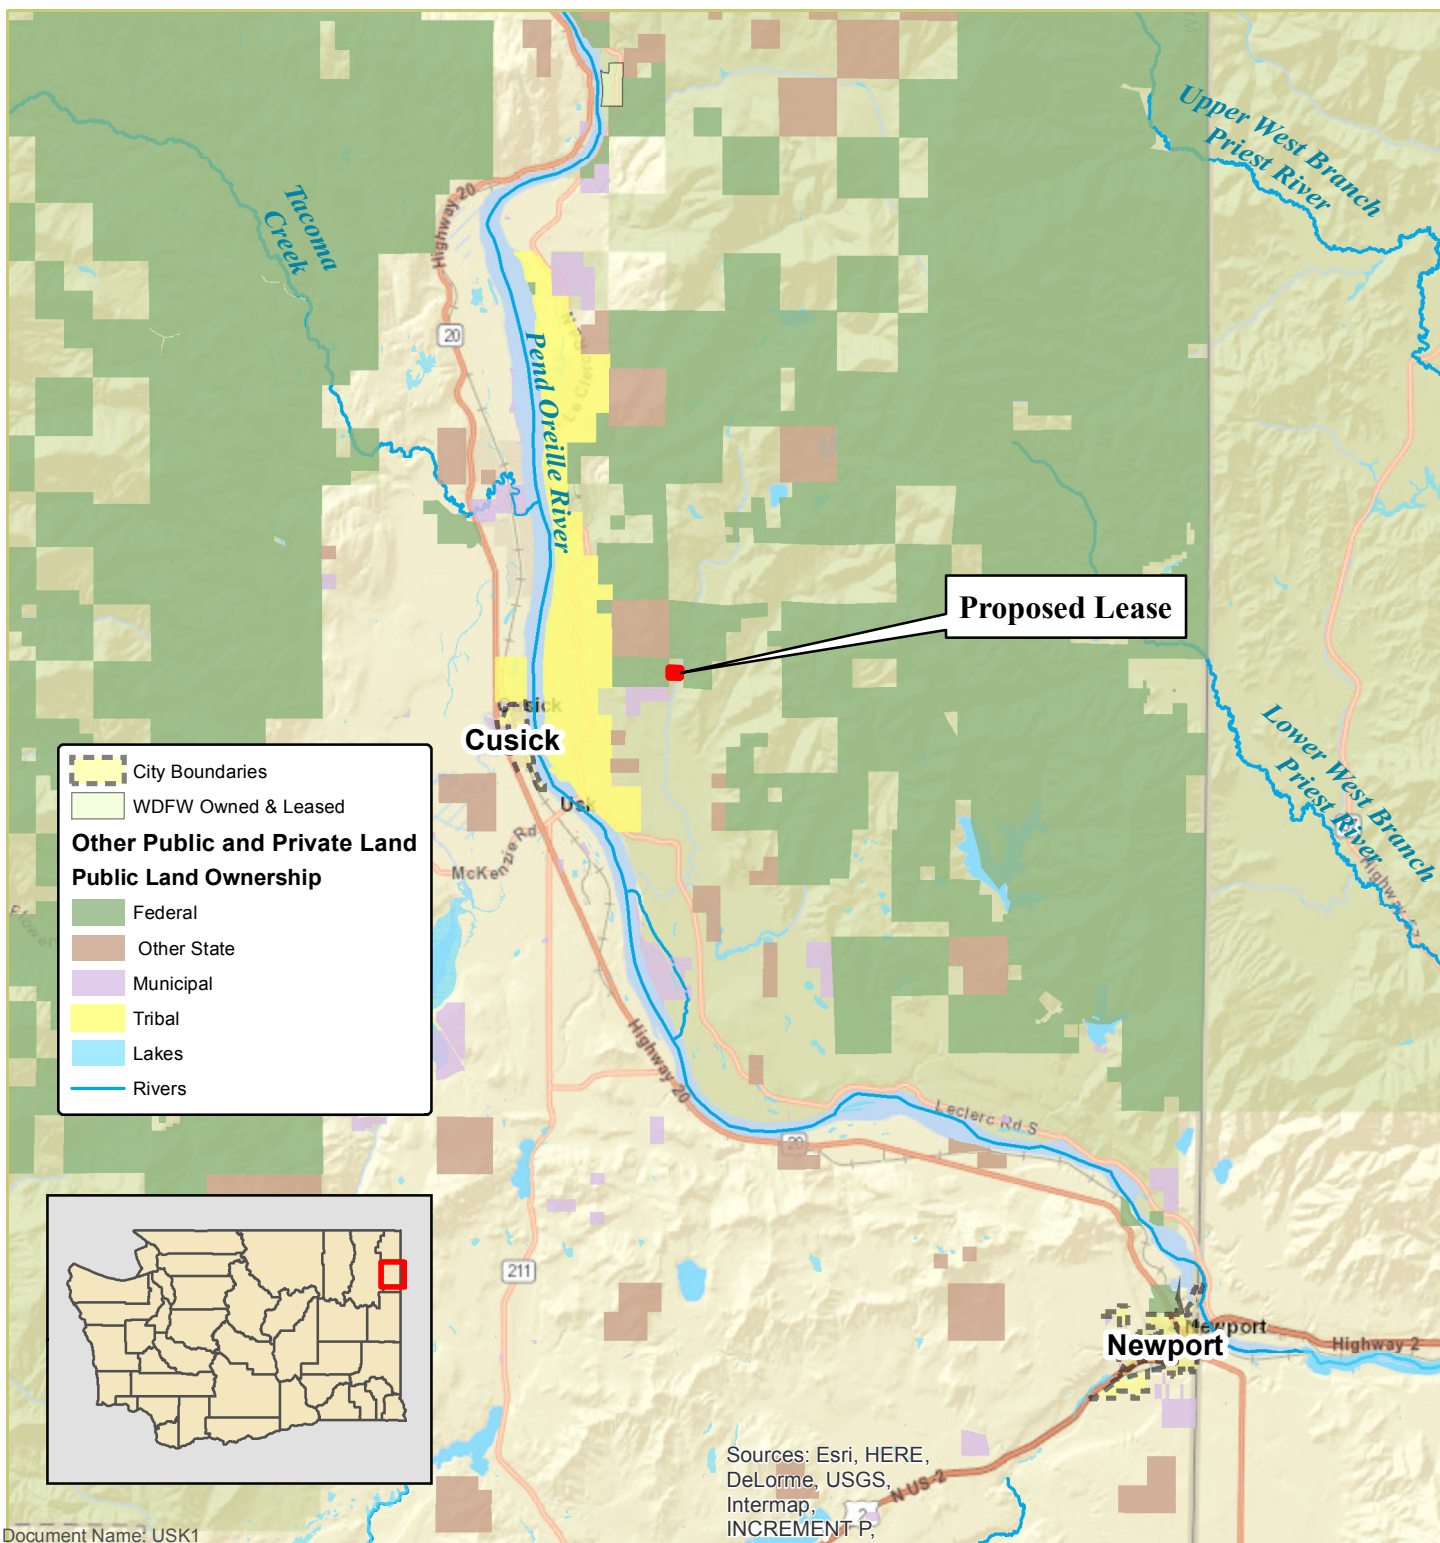 Upper West Branch
Priest River
Tacoma
Creek
Highway 20
20
Pend Oreille River
Proposed Lease
Cusick
Usk
McKenzie Rd
Lower West Branch
Priest River
City Boundaries
WDFW Owned & Leased
Other Public and Private Land
Public Land Ownership
Federal
Other State
Municipal
Tribal
Lakes
Rivers
Highway 20
20
Leclerc Rd S
211
Newport
Newport
Highway 2
N US 2
2
Sources: Esri, HERE,
DeLorme, USGS,
Intermap,
INCREMENT P,
Document Name: USK1